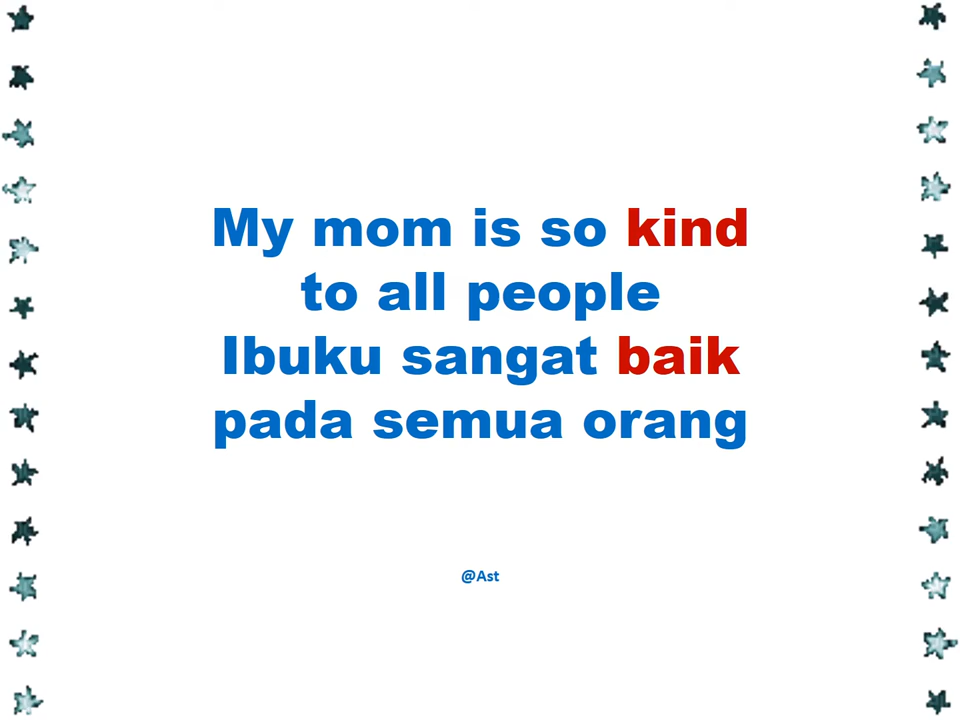 My mom is so kind
to all people
Ibuku sangat baik
pada semua orang
@Ast